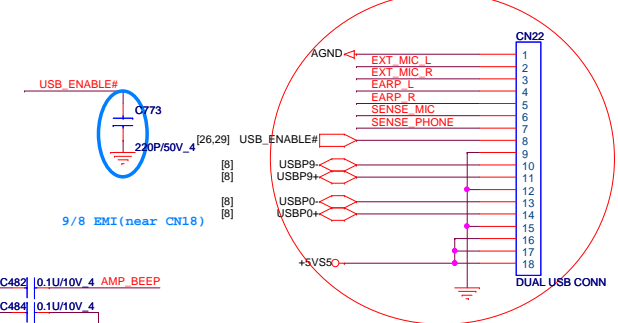 CN22
AGND 1
EXT_MIC_L 2
EXT_MIC_R 3
EARP_L 4
EARP_R 5
SENSE_MIC 6
SENSE_PHONE 7
[26,29] USB_ENABLE# 8
9
[8] USBP9- 10
[8] USBP9+ 11
12
[8] USBP0- 13
[8] USBP0+ 14
15
16
17
+5VS5 18
DUAL USB CONN
USB_ENABLE#
C773
220P/50V_4
9/8 EMI(near CN18)
C482 0.1U/10V_4 AMP_BEEP
C484 0.1U/10V_4